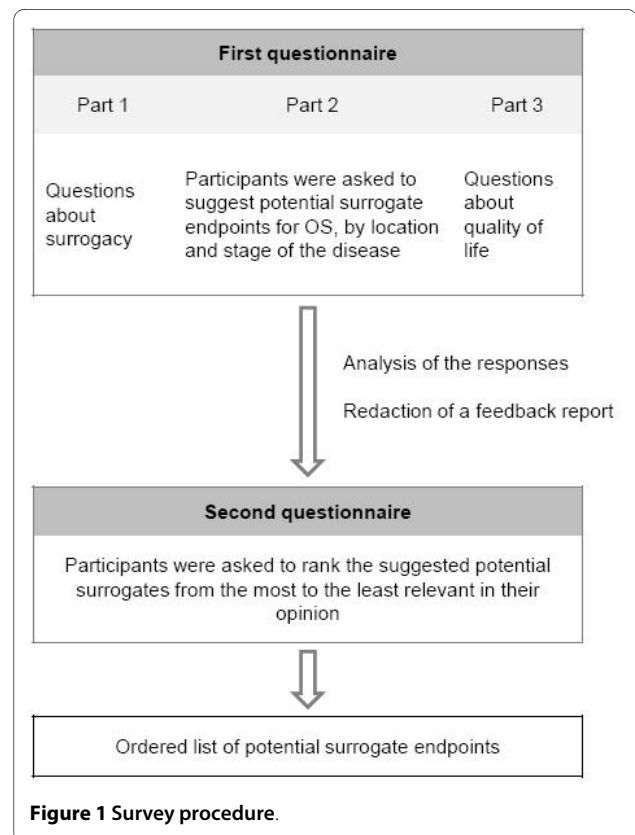 First questionnaire
Part 1
Part 2
Part 3
Questions
about
surrogacy
Participants were asked to
suggest potential surrogate
endpoints for OS, by location
and stage of the disease
Questions
about
quality of
life
Analysis of the responses
Redaction of a feedback report
Second questionnaire
Participants were asked to rank the suggested potential
surrogates from the most to the least relevant in their
opinion
Ordered list of potential surrogate endpoints
Figure 1 Survey procedure.